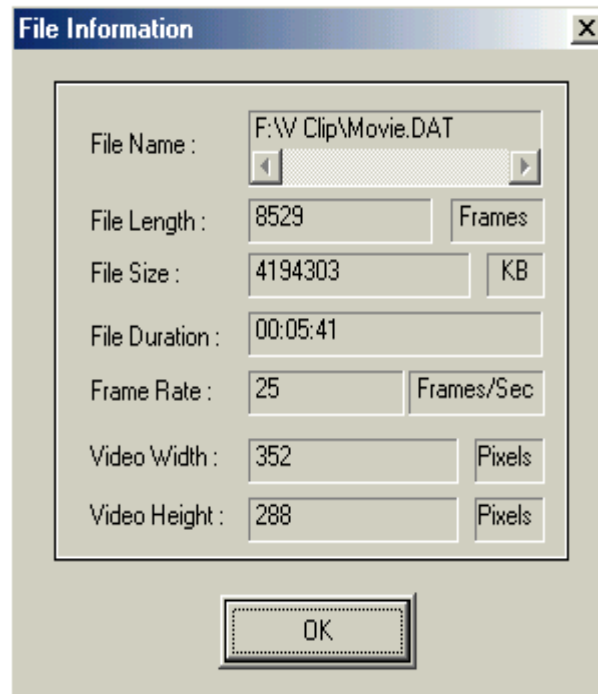 File Information
File Name :
F:\V Clip\Movie.DAT
File Length :
8529
Frames
File Size :
4194303
KB
File Duration :
00:05:41
Frame Rate :
25
Frames/Sec
Video Width :
352
Pixels
Video Height :
288
Pixels
OK